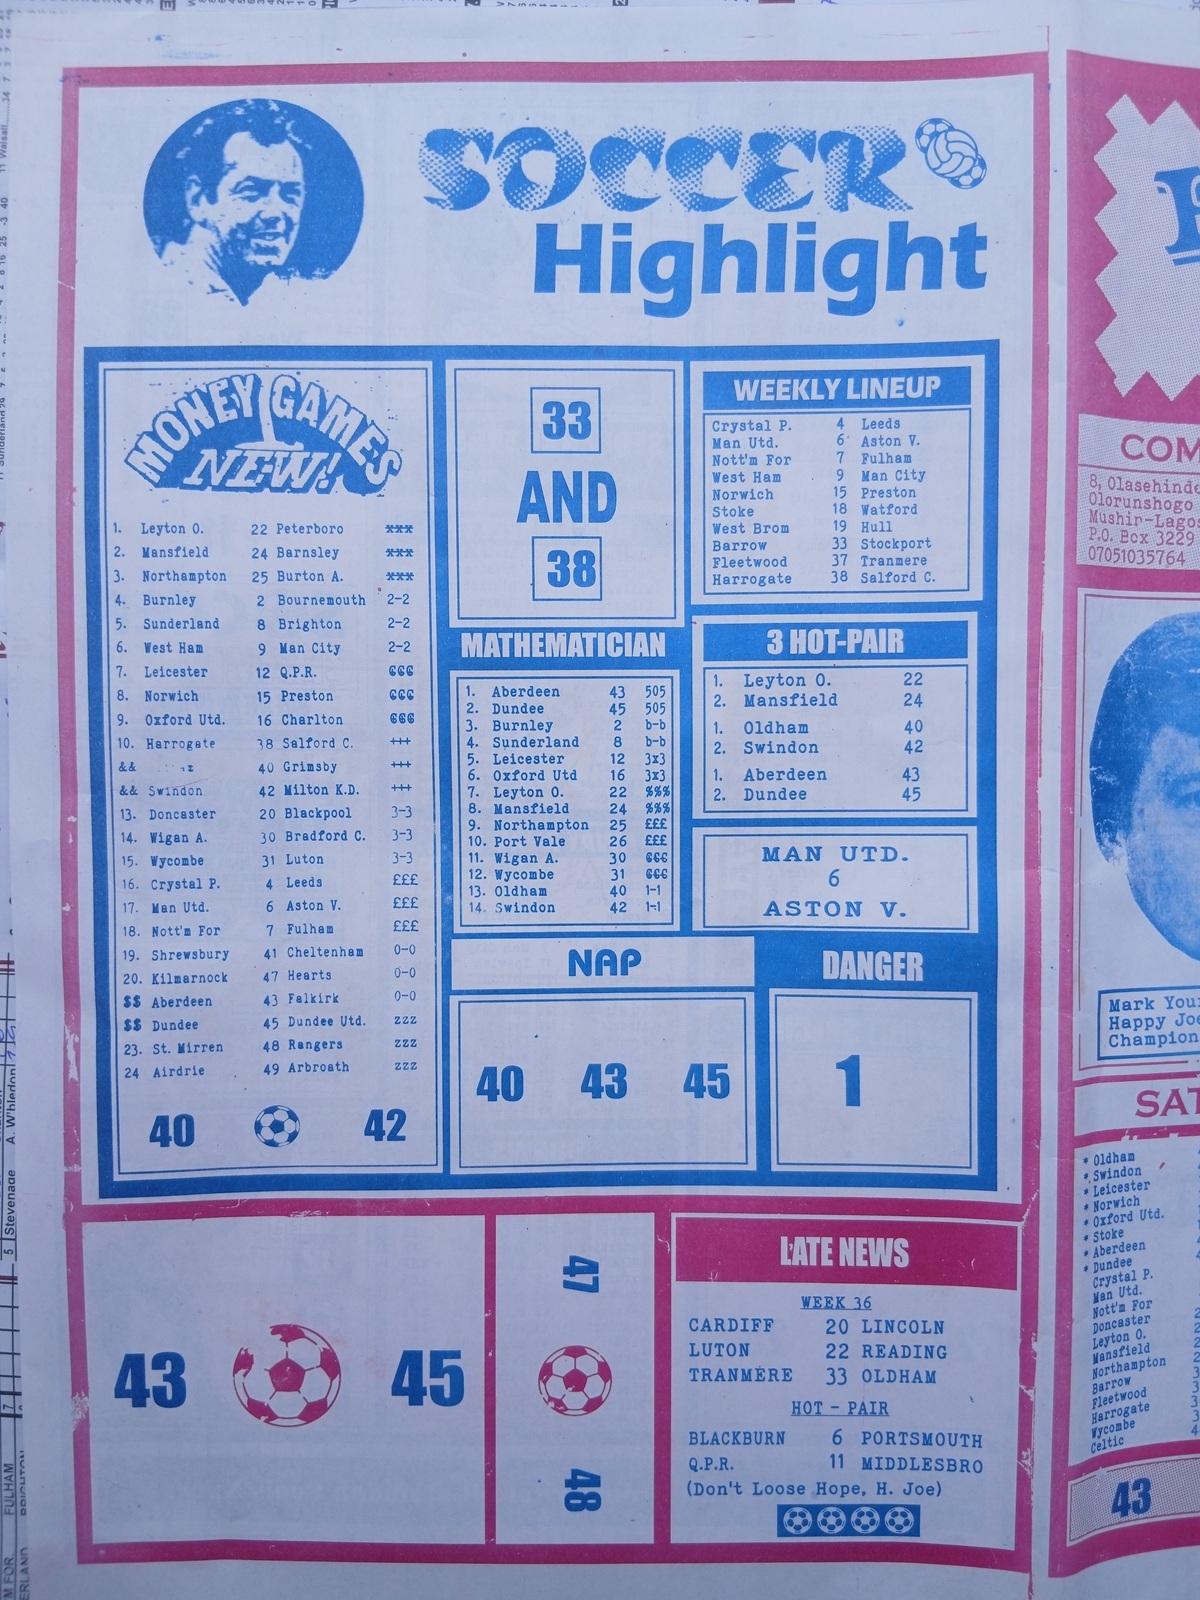 SOCCER
Highlight
MONEY GAMES
NEW!
1. Leyton O. 22 Peterboro ***
2. Mansfield 24 Barnsley ***
3. Northampton 25 Burton A. ***
4. Burnley 2 Bournemouth 2-2
5. Sunderland 8 Brighton 2-2
6. West Ham 9 Man City 2-2
7. Leicester 12 Q.P.R. ₲₲₲
8. Norwich 15 Preston ₲₲₲
9. Oxford Utd. 16 Charlton ₲₲₲
10. Harrogate 38 Salford C. +++
&& 40 Grimsby +++
&& Swindon 42 Milton K.D. +++
13. Doncaster 20 Blackpool 3-3
14. Wigan A. 30 Bradford C. 3-3
15. Wycombe 31 Luton 3-3
16. Crystal P. 4 Leeds £££
17. Man Utd. 6 Aston V. £££
18. Nott'm For 7 Fulham £££
19. Shrewsbury 41 Cheltenham 0-0
20. Kilmarnock 47 Hearts 0-0
$$ Aberdeen 43 Falkirk 0-0
$$ Dundee 45 Dundee Utd. zzz
23. St. Mirren 48 Rangers zzz
24 Airdrie 49 Arbroath zzz
40 42
33
AND
38
MATHEMATICIAN
1. Aberdeen 43 505
2. Dundee 45 505
3. Burnley 2 b-b
4. Sunderland 8 b-b
5. Leicester 12 3x3
6. Oxford Utd 16 3x3
7. Leyton O. 22 %%%
8. Mansfield 24 %%%
9. Northampton 25 £££
10. Port Vale 26 £££
11. Wigan A. 30 ₲₲₲
12. Wycombe 31 ₲₲₲
13. Oldham 40 1-1
14. Swindon 42 1-1
WEEKLY LINEUP
Crystal P. 4 Leeds
Man Utd. 6 Aston V.
Nott'm For 7 Fulham
West Ham 9 Man City
Norwich 15 Preston
Stoke 18 Watford
West Brom 19 Hull
Barrow 33 Stockport
Fleetwood 37 Tranmere
Harrogate 38 Salford C.
3 HOT-PAIR
1. Leyton O. 22
2. Mansfield 24
1. Oldham 40
2. Swindon 42
1. Aberdeen 43
2. Dundee 45
MAN UTD.
6
ASTON V.
NAP
40 43 45
DANGER
1
43 45
47
48
LATE NEWS
WEEK 36
CARDIFF 20 LINCOLN
LUTON 22 READING
TRANMERE 33 OLDHAM
HOT - PAIR
BLACKBURN 6 PORTSMOUTH
Q.P.R. 11 MIDDLESBRO
(Don't Loose Hope, H. Joe)
COM
8, Olasehinde
Olorunshogo
Mushir-Lagos
P.O. Box 3229
07051035764
Mark You
Happy Joe
Champion
SAT
* Oldham
* Swindon
* Leicester
* Norwich
* Oxford Utd.
* Stoke
* Aberdeen
* Dundee
Crystal P.
Man Utd.
Nott'm For
Doncaster
Leyton O.
Mansfield
Northampton
Barrow
Fleetwood
Harrogate
Wycombe
Celtic
43
5 Stevenage A. W'bledon
FULHAM
BRIGHTON